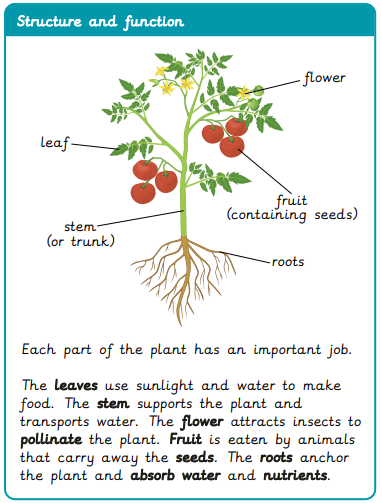 Structure and function
flower
leaf
fruit
(containing seeds)
stem
(or trunk)
roots
Each part of the plant has an important job.
The leaves use sunlight and water to make
food. The stem supports the plant and
transports water. The flower attracts insects to
pollinate the plant. Fruit is eaten by animals
that carry away the seeds. The roots anchor
the plant and absorb water and nutrients.